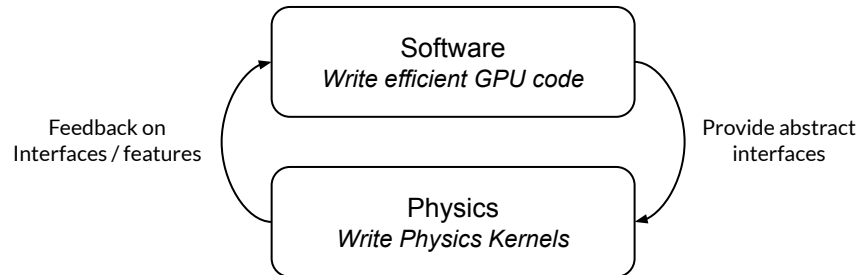 Software
Write efficient GPU code
Feedback on
Interfaces / features
Provide abstract
interfaces
Physics
Write Physics Kernels